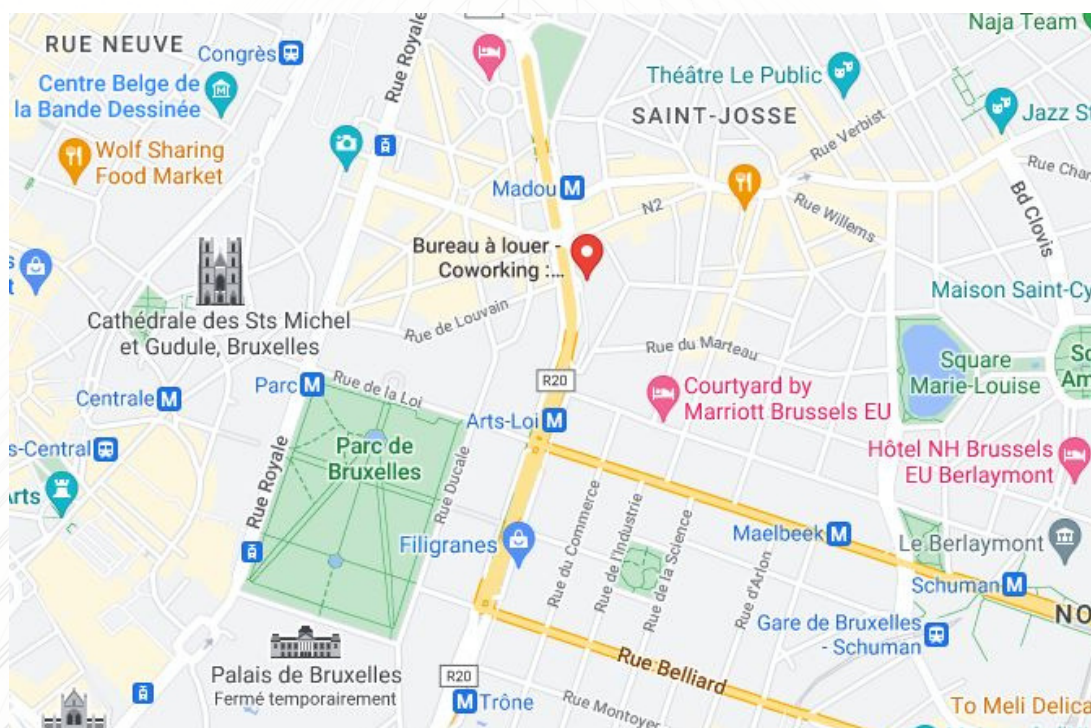 R20
Naja Team
RUE NEUVE
Congrès
Rue Royale
Centre Belge de
la Bande Dessinée
Théâtre Le Public
SAINT-JOSSE
Jazz
Wolf Sharing
Food Market
Rue Verbist
Madou M
N2
Rue Willems
Bd Clovis
Bureau à louer -
Coworking :...
Cathédrale des Sts Michel
et Gudule, Bruxelles
Rue de Louvain
Maison Saint-Cy
Rue du Marteau
Square
Marie-Louise
Centrale M
Parc M
Rue de la Loi
R20
Courtyard by
Marriott Brussels EU
Arts-Loi M
s-Central
Parc de
Bruxelles
Rue Royale
Rue Ducale
Hôtel NH Brussels
EU Berlaymont
Arts
Filigranes
Rue du Commerce
Rue de l'Industrie
Rue de la Science
Rue d'Arlon
Maelbeek M
Le Berlaymont
Schuman M
NO
Gare de Bruxelles
- Schuman
Palais de Bruxelles
Fermé temporairement
R20
M Trône
Rue Belliard
Rue Montoyer
To Meli Delica